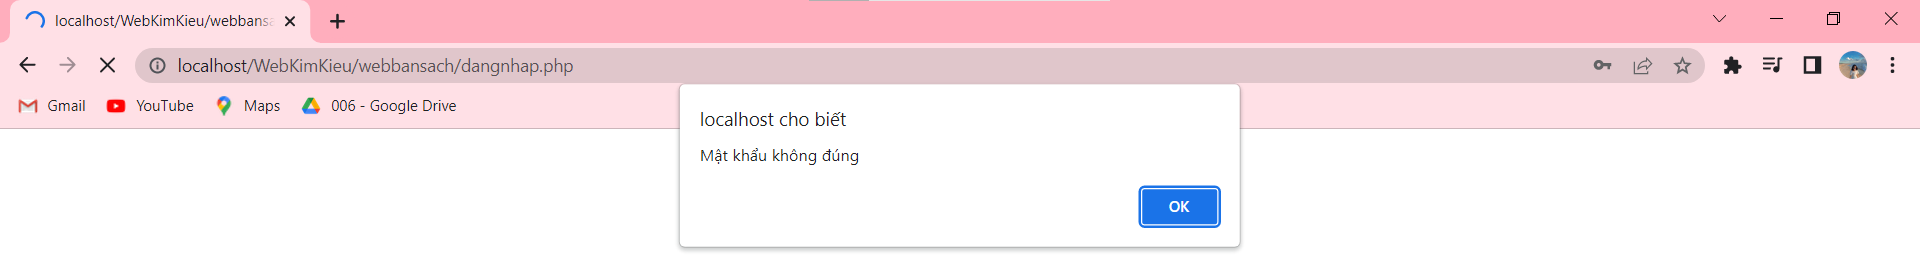 localhost/WebKimKieu/webbansa
localhost/WebKimKieu/webbansach/dangnhap.php
Gmail YouTube Maps 006 - Google Drive
localhost cho biết
Mật khẩu không đúng
OK